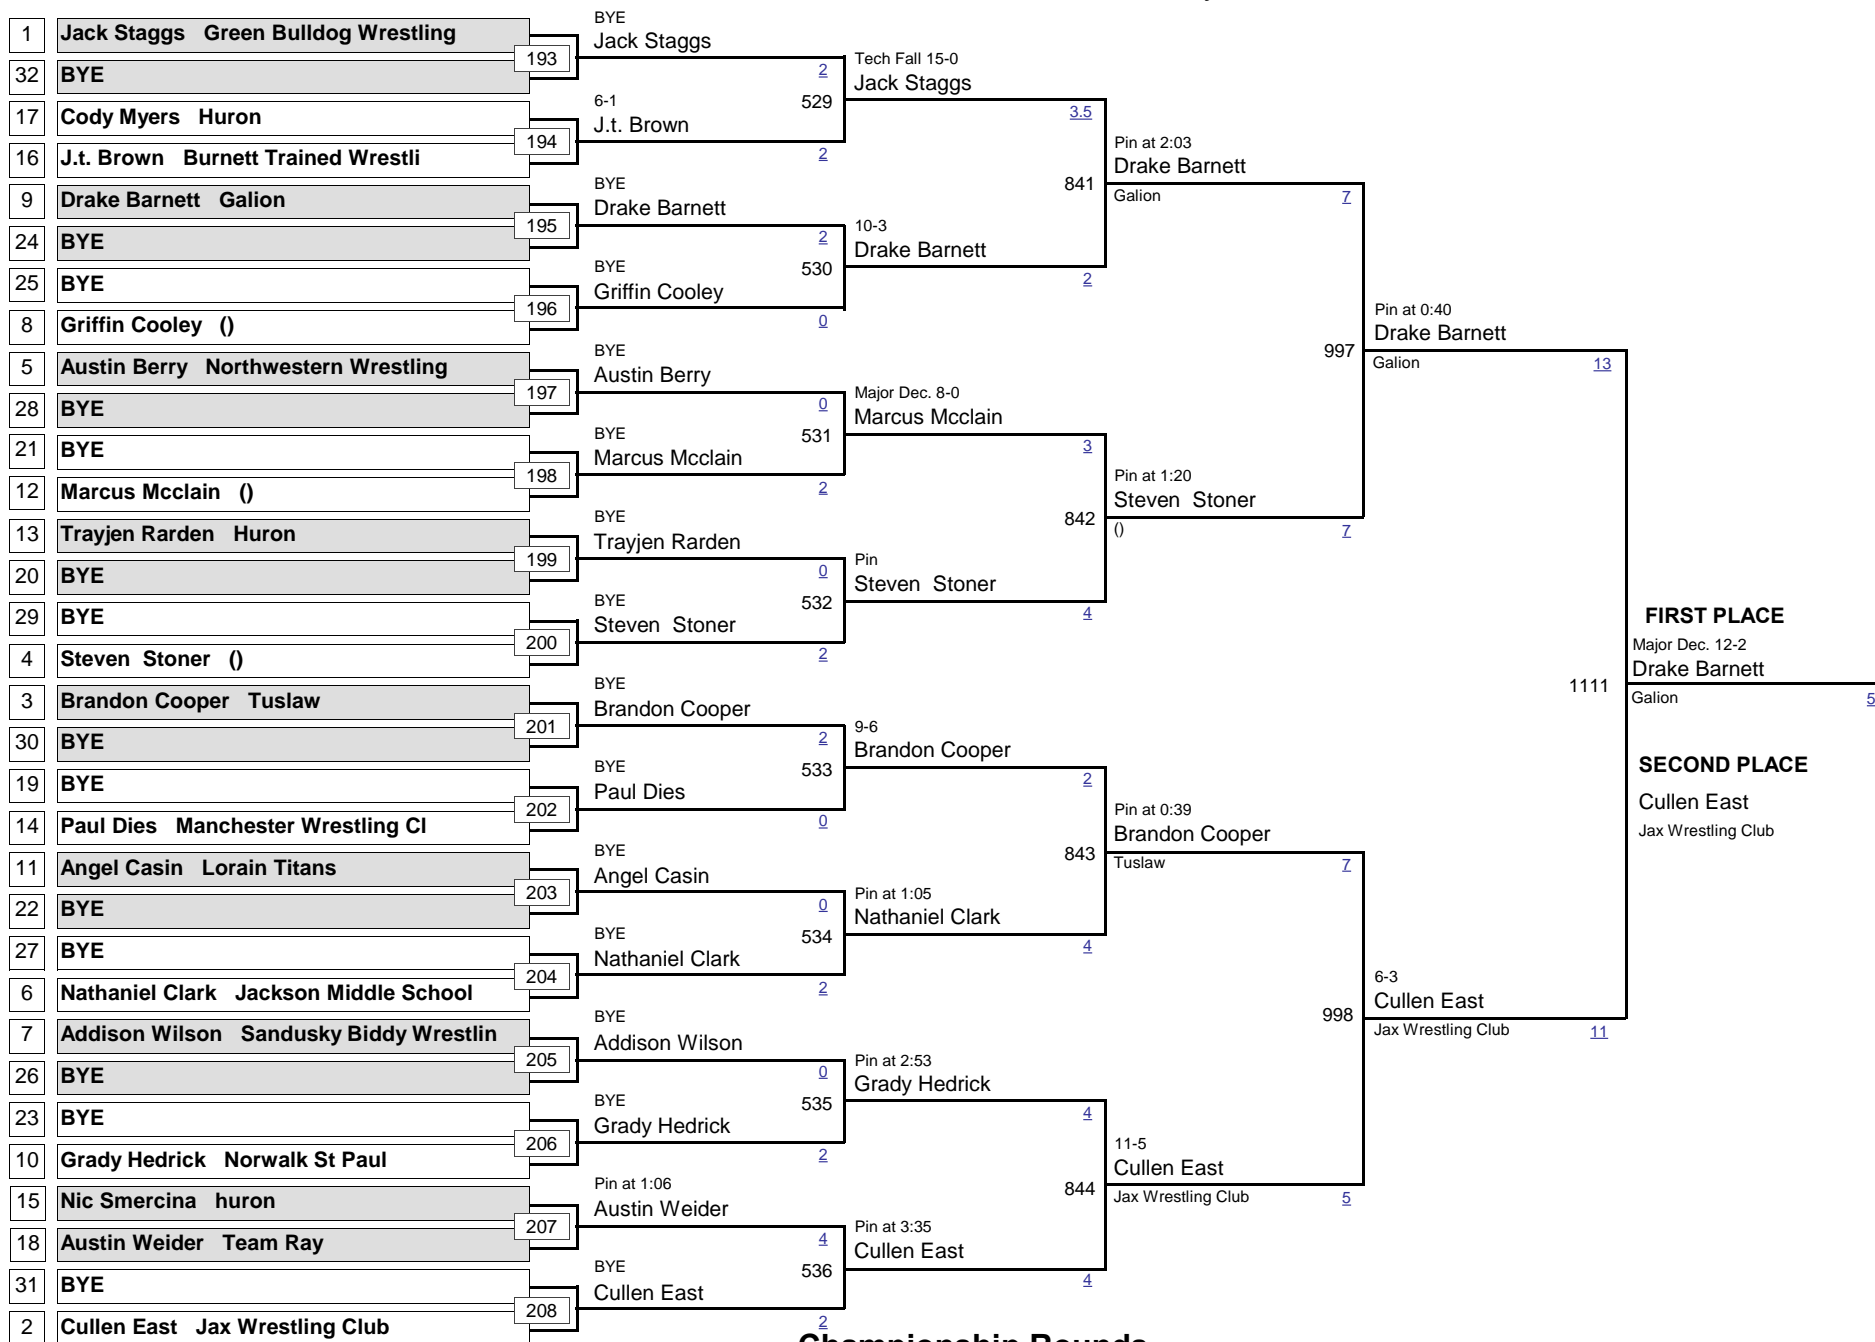 1 Jack Staggs Green Bulldog Wrestling
32 BYE
17 Cody Myers Huron
16 J.t. Brown Burnett Trained Wrestli
9 Drake Barnett Galion
24 BYE
25 BYE
8 Griffin Cooley ()
5 Austin Berry Northwestern Wrestling
28 BYE
21 BYE
12 Marcus Mcclain ()
13 Trayjen Rarden Huron
20 BYE
29 BYE
4 Steven Stoner ()
3 Brandon Cooper Tuslaw
30 BYE
19 BYE
14 Paul Dies Manchester Wrestling Cl
11 Angel Casin Lorain Titans
22 BYE
27 BYE
6 Nathaniel Clark Jackson Middle School
7 Addison Wilson Sandusky Biddy Wrestlin
26 BYE
23 BYE
10 Grady Hedrick Norwalk St Paul
15 Nic Smercina huron
18 Austin Weider Team Ray
31 BYE
2 Cullen East Jax Wrestling Club
193
194
195
196
197
198
199
200
201
202
203
204
205
206
207
208
BYE
Jack Staggs
2
6-1
529
J.t. Brown
2
BYE
Drake Barnett
2
BYE
530
Griffin Cooley
0
BYE
Austin Berry
0
BYE
531
Marcus Mcclain
2
BYE
Trayjen Rarden
0
BYE
532
Steven Stoner
2
BYE
Brandon Cooper
2
BYE
533
Paul Dies
0
BYE
Angel Casin
0
BYE
534
Nathaniel Clark
2
BYE
Addison Wilson
0
BYE
535
Grady Hedrick
2
Pin at 1:06
Austin Weider
4
BYE
536
Cullen East
2
Tech Fall 15-0
Jack Staggs
3.5
841
10-3
Drake Barnett
2
Major Dec. 8-0
Marcus Mcclain
3
842
Pin
Steven Stoner
4
9-6
Brandon Cooper
2
843
Pin at 1:05
Nathaniel Clark
4
Pin at 2:53
Grady Hedrick
4
844
Pin at 3:35
Cullen East
4
Pin at 2:03
Drake Barnett
Galion 7
997
Pin at 1:20
Steven Stoner
() 7
Pin at 0:39
Brandon Cooper
Tuslaw 7
998
11-5
Cullen East
Jax Wrestling Club 5
Pin at 0:40
Drake Barnett
Galion 13
1111
6-3
Cullen East
Jax Wrestling Club 11
FIRST PLACE
Major Dec. 12-2
Drake Barnett
Galion 5
SECOND PLACE
Cullen East
Jax Wrestling Club
Championship Rounds